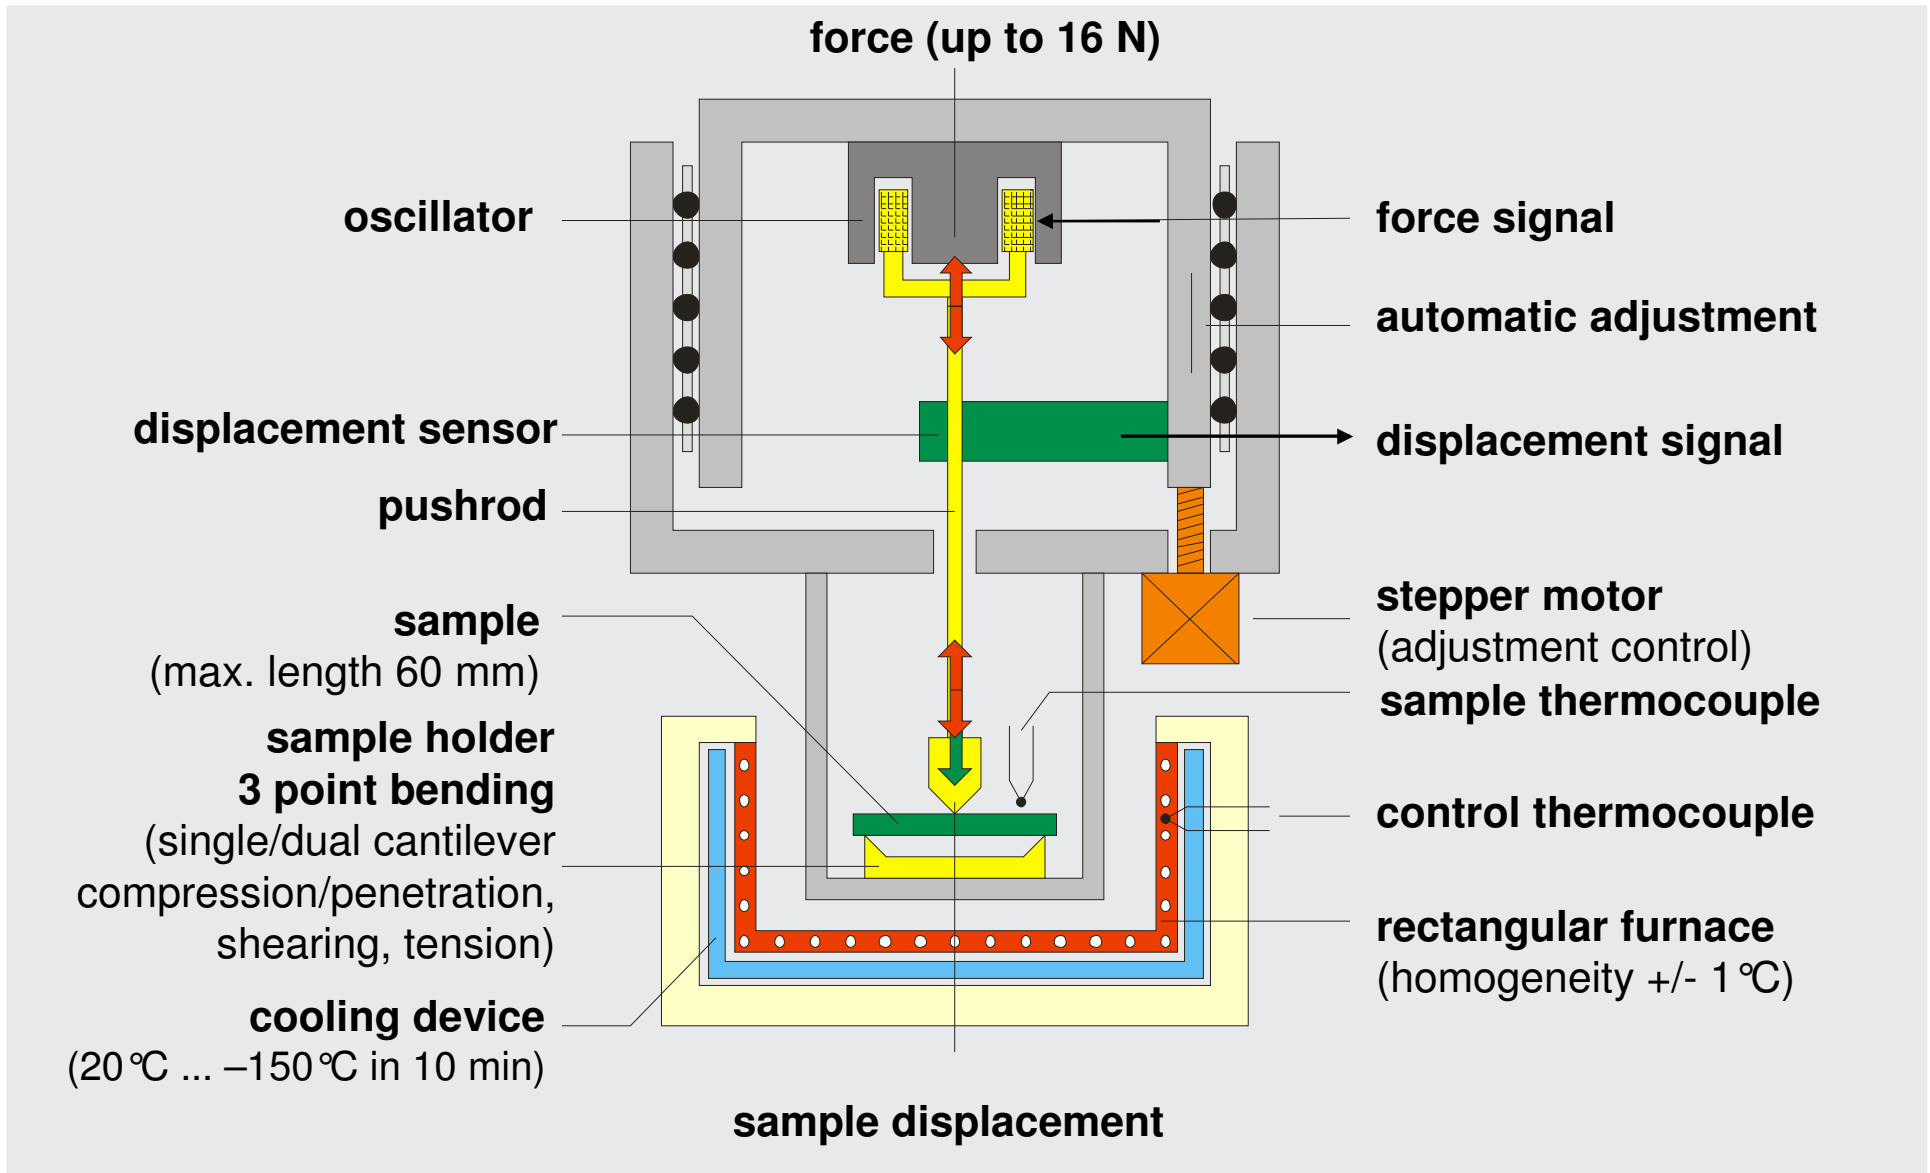 force (up to 16 N)
oscillator
force signal
automatic adjustment
displacement sensor
displacement signal
pushrod
sample
(max. length 60 mm)
stepper motor
(adjustment control)
sample thermocouple
sample holder
3 point bending
(single/dual cantilever
compression/penetration,
shearing, tension)
control thermocouple
rectangular furnace
(homogeneity +/- 1°C)
cooling device
(20°C ... –150°C in 10 min)
sample displacement